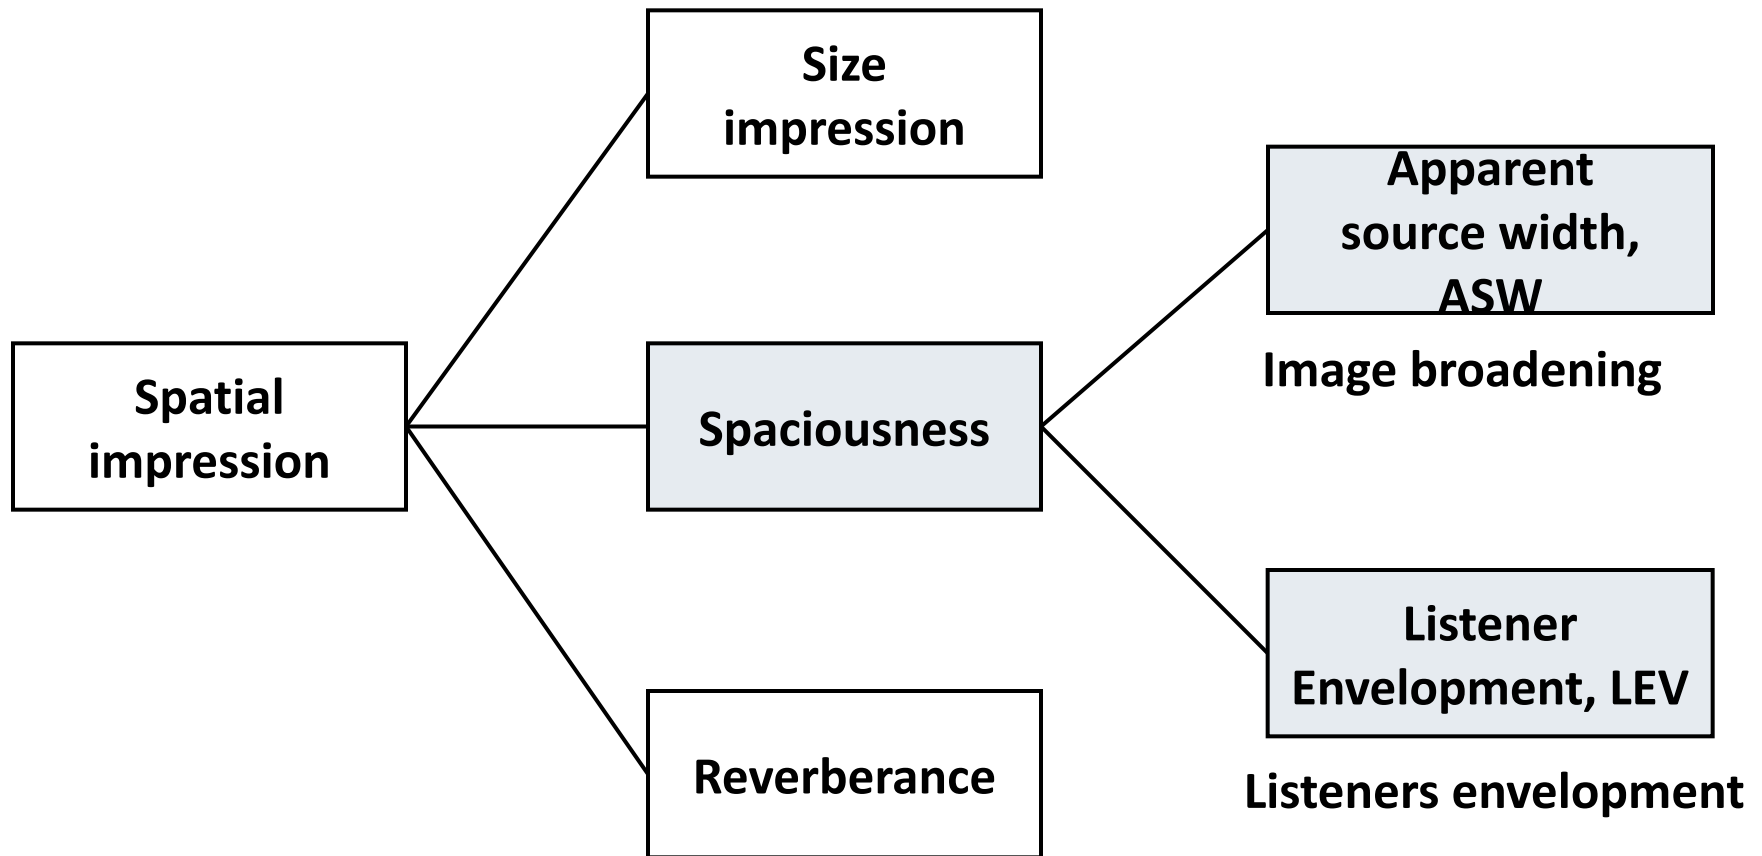 Size
impression
Apparent
source width,
ASW
Image broadening
Spatial
impression
Spaciousness
Listener
Envelopment, LEV
Reverberance
Listeners envelopment